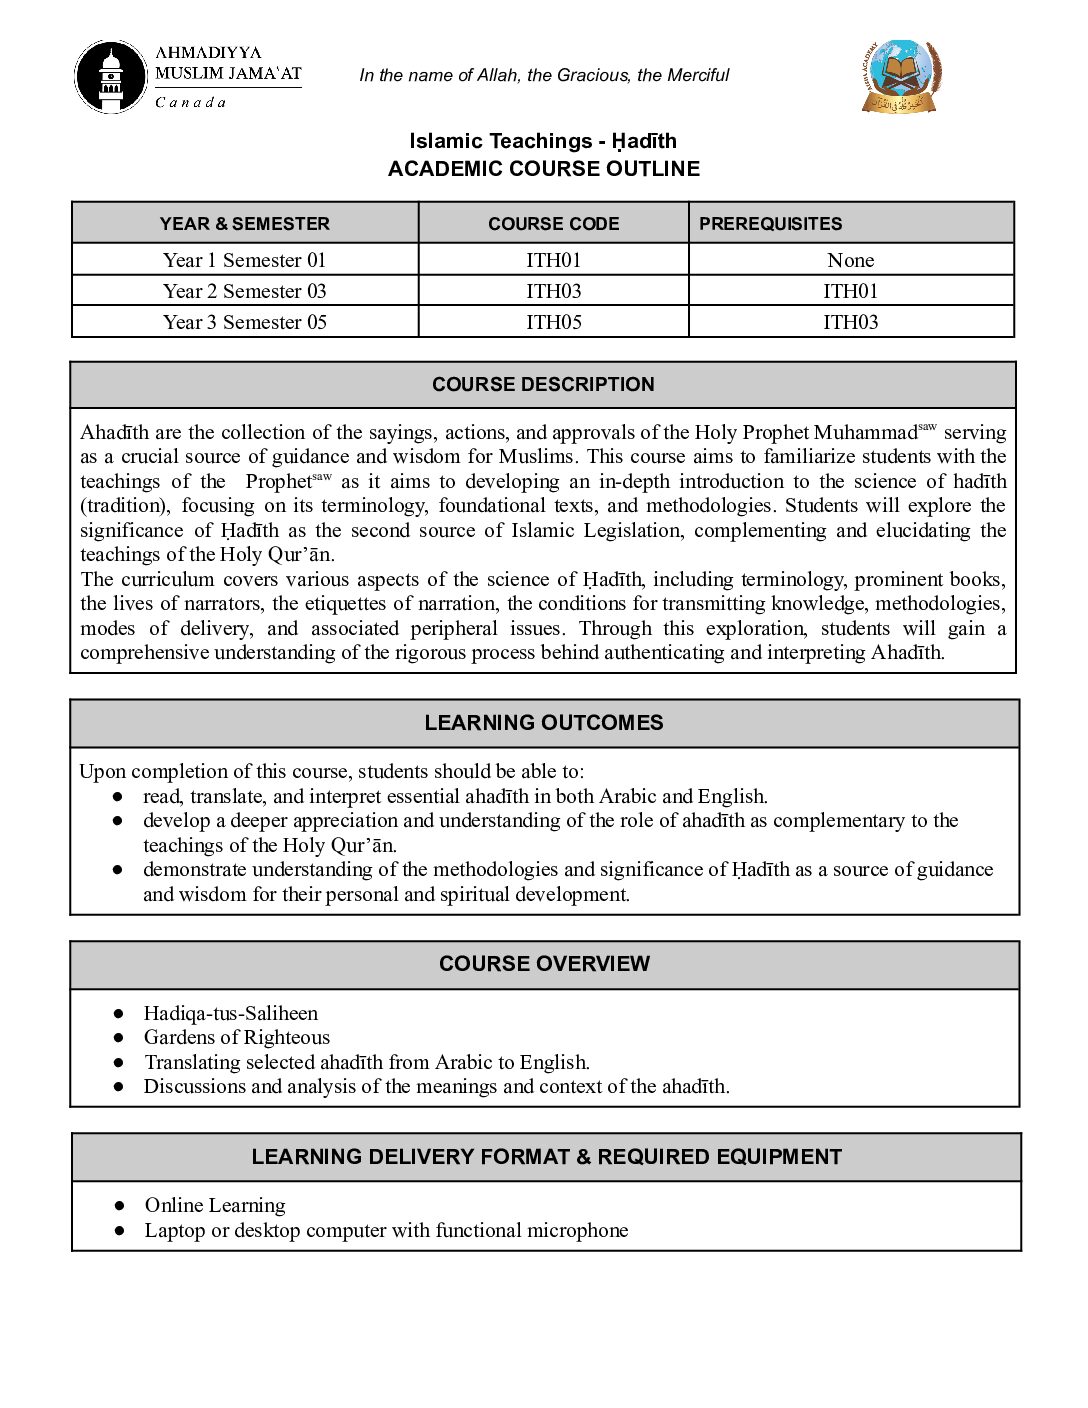 AHMADIYYA
MUSLIM JAMAʿAT
Canada
In the name of Allah, the Gracious, the Merciful
Islamic Teachings - Ḥadīth
ACADEMIC COURSE OUTLINE
YEAR & SEMESTER COURSE CODE PREREQUISITES
Year 1 Semester 01 ITH01 None
Year 2 Semester 03 ITH03 ITH01
Year 3 Semester 05 ITH05 ITH03
COURSE DESCRIPTION
Ahadīth are the collection of the sayings, actions, and approvals of the Holy Prophet Muhammadsaw serving
as a crucial source of guidance and wisdom for Muslims. This course aims to familiarize students with the
teachings of the Prophetsaw as it aims to developing an in-depth introduction to the science of hadīth
(tradition), focusing on its terminology, foundational texts, and methodologies. Students will explore the
significance of Ḥadīth as the second source of Islamic Legislation, complementing and elucidating the
teachings of the Holy Qur’ān.
The curriculum covers various aspects of the science of Ḥadīth, including terminology, prominent books,
the lives of narrators, the etiquettes of narration, the conditions for transmitting knowledge, methodologies,
modes of delivery, and associated peripheral issues. Through this exploration, students will gain a
comprehensive understanding of the rigorous process behind authenticating and interpreting Ahadīth.
LEARNING OUTCOMES
Upon completion of this course, students should be able to:
● read, translate, and interpret essential ahadīth in both Arabic and English.
● develop a deeper appreciation and understanding of the role of ahadīth as complementary to the
teachings of the Holy Qur’ān.
● demonstrate understanding of the methodologies and significance of Ḥadīth as a source of guidance
and wisdom for their personal and spiritual development.
COURSE OVERVIEW
● Hadiqa-tus-Saliheen
● Gardens of Righteous
● Translating selected ahadīth from Arabic to English.
● Discussions and analysis of the meanings and context of the ahadīth.
LEARNING DELIVERY FORMAT & REQUIRED EQUIPMENT
● Online Learning
● Laptop or desktop computer with functional microphone